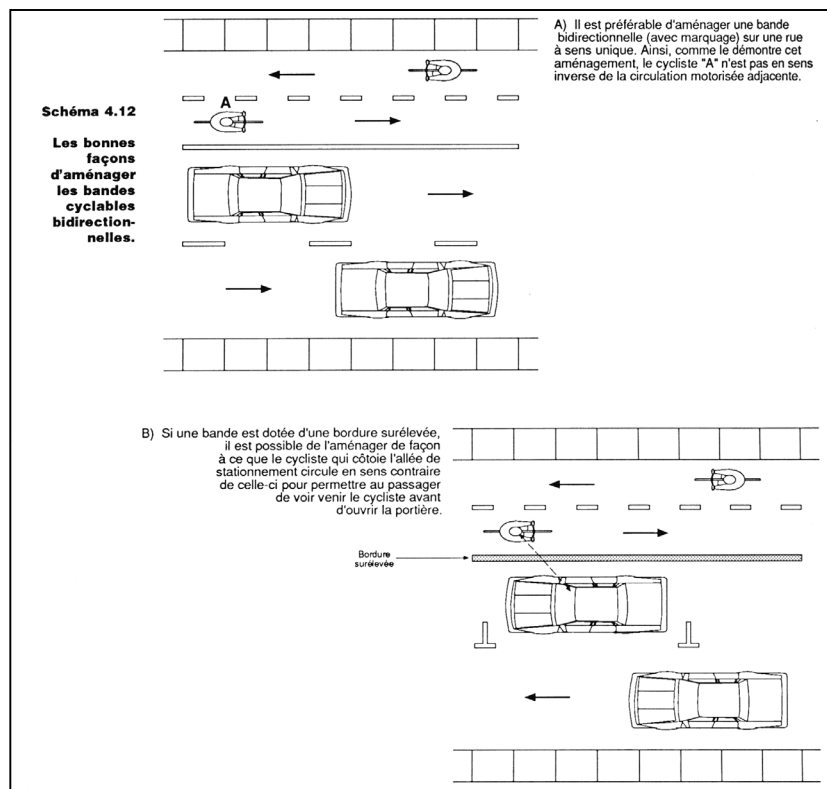 A) Il est préférable d'aménager une bande
bidirectionnelle (avec marquage) sur une rue
à sens unique. Ainsi, comme le démontre cet
aménagement, le cycliste "A" n'est pas en sens
inverse de la circulation motorisée adjacente.
A
Schéma 4.12
Les bonnes
façons
d'aménager
les bandes
cyclables
bidirection-
nelles.
B) Si une bande est dotée d'une bordure surélevée,
il est possible de l'aménager de façon
à ce que le cycliste qui côtoie l'allée de
stationnement circule en sens contraire
de celle-ci pour permettre au passager
de voir venir le cycliste avant
d'ouvrir la portière.
Bordure
surélevée